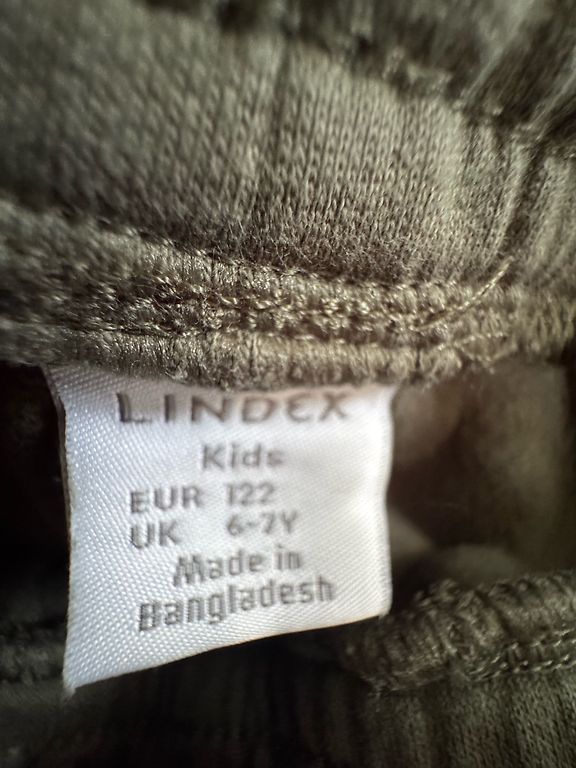 LINDEX
Kids
EUR 122
UK 6-7Y
Made in
Bangladesh